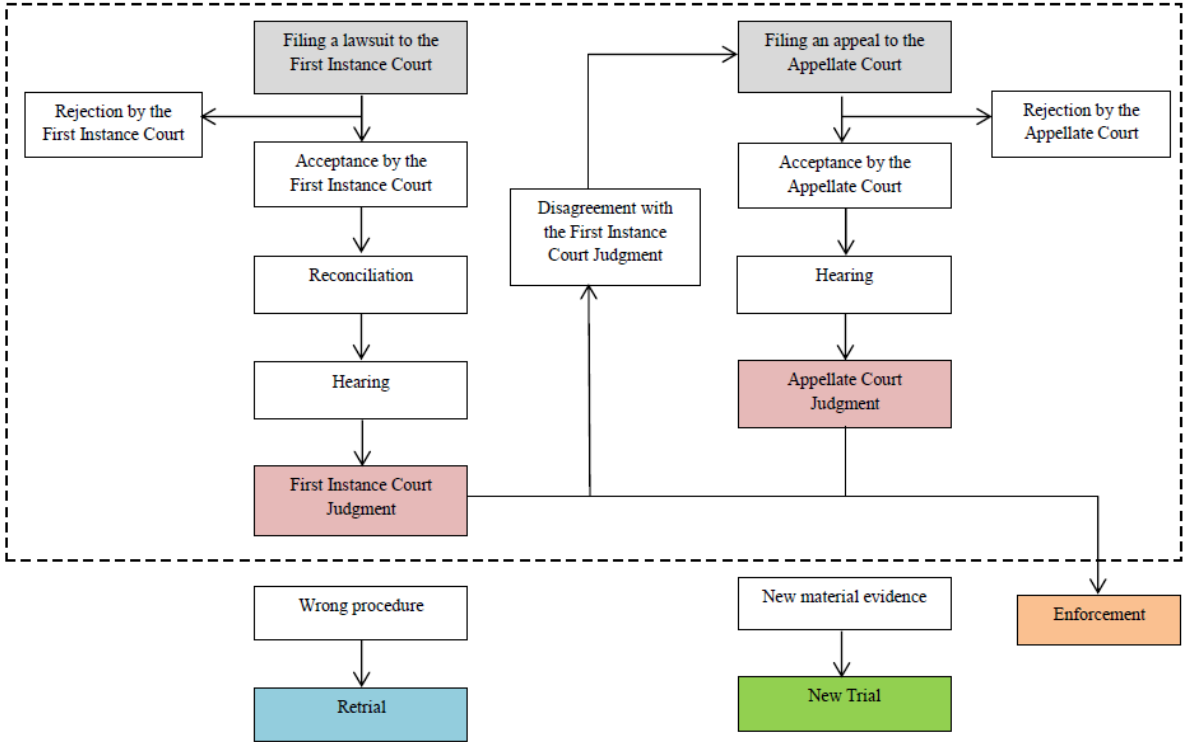 Filing a lawsuit to the
First Instance Court
Rejection by the
First Instance Court
Acceptance by the
First Instance Court
Reconciliation
Hearing
First Instance Court
Judgment
Disagreement with
the First Instance
Court Judgment
Filing an appeal to the
Appellate Court
Rejection by the
Appellate Court
Acceptance by the
Appellate Court
Hearing
Appellate Court
Judgment
Wrong procedure
Retrial
New material evidence
New Trial
Enforcement